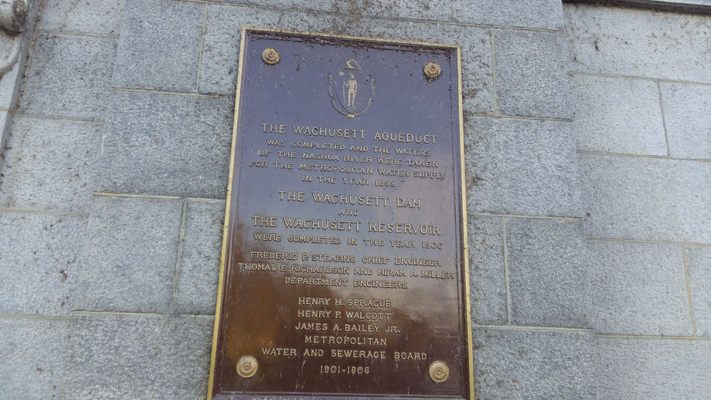 THE WACHUSETT AQUEDUCT
WAS COMPLETED AND THE WATERS
OF THE NASHUA RIVER WERE TAKEN
FOR THE METROPOLITAN WATER SUPPLY
IN THE YEAR 1898
THE WACHUSETT DAM
AND
THE WACHUSETT RESERVOIR
WERE COMPLETED IN THE YEAR 1906
FREDERIC P. STEARNS CHIEF ENGINEER
THOMAS F. RICHARDSON AND HIRAM A. MILLER
DEPARTMENT ENGINEERS
HENRY H. SPRAGUE
HENRY P. WALCOTT
JAMES A. BAILEY JR.
METROPOLITAN
WATER AND SEWERAGE BOARD
1901-1906